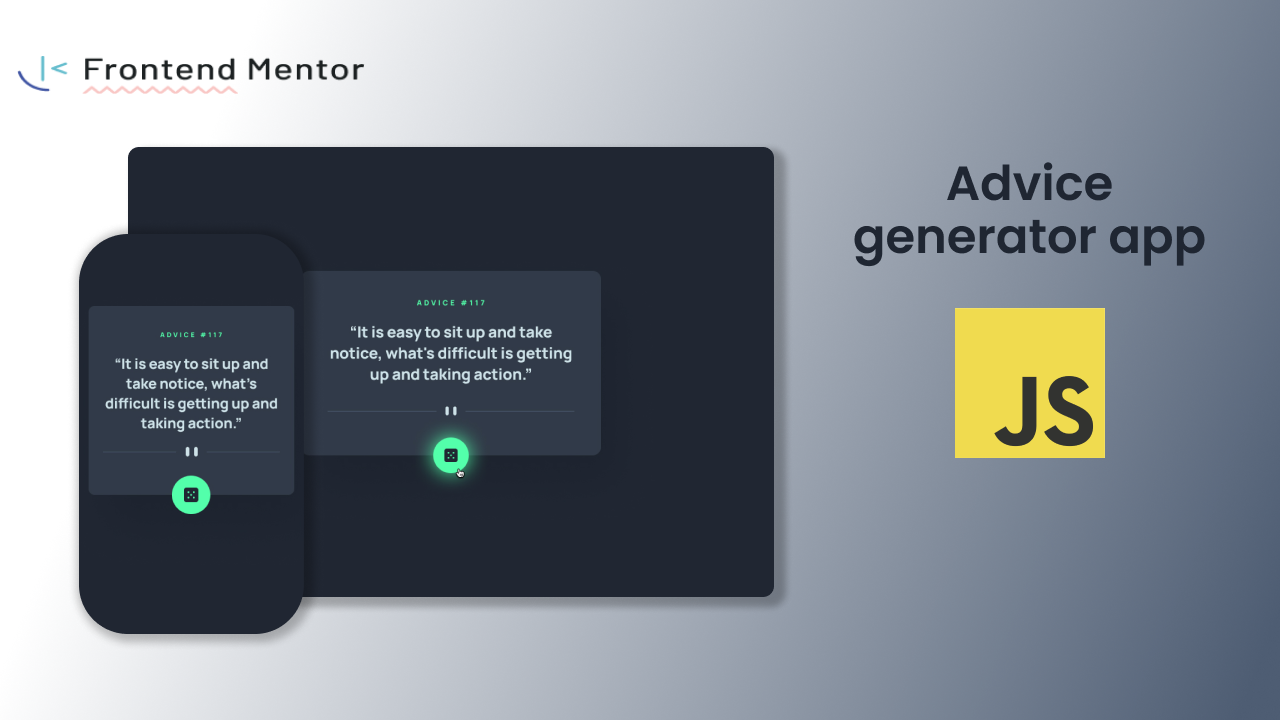 Frontend Mentor
Advice
generator app
JS
ADVICE #117
“It is easy to sit up and take
notice, what's difficult is getting
up and taking action.”
ADVICE #117
“It is easy to sit up and
take notice, what's
difficult is getting up and
taking action.”